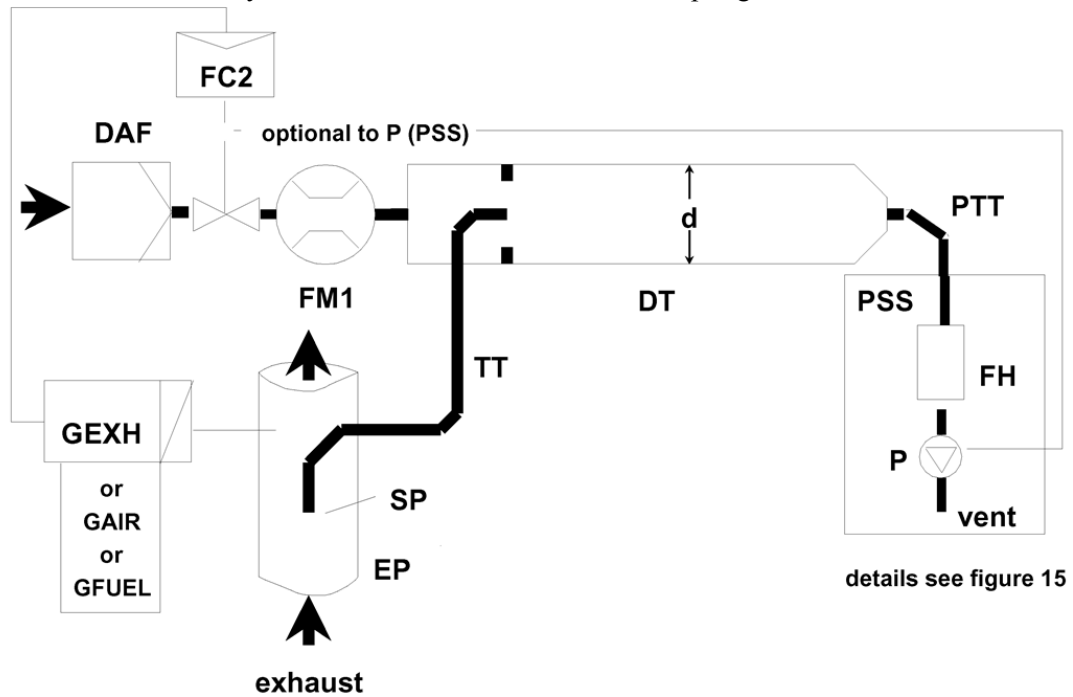 FC2
DAF
optional to P (PSS)
d
PTT
FM1
DT
PSS
TT
FH
GEXH
P
or
SP
GAIR
vent
or
EP
GFUEL
details see figure 15
exhaust